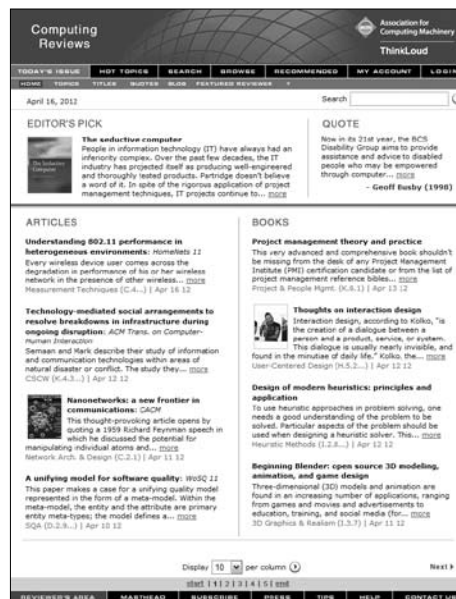 Computing
Reviews
Association for
Computing Machinery
ThinkLoud
TODAY'S ISSUE HOT TOPICS SEARCH BROWSE RECOMMENDED MY ACCOUNT LOGIN
HOME TOPICS TITLES QUOTES BLOG FEATURED REVIEWER
April 16, 2012
Search
EDITOR'S PICK
The seductive computer
People in information technology (IT) have always had an
inferiority complex. Over the past few decades, the IT
industry has projected itself as producing well-engineered
and thoroughly tested products. Partridge doesn't believe
a word of it. In spite of the rigorous application of project
management techniques, IT projects continue to... more
The Seductive
Computer
QUOTE
Now in its 21st year, the BCS
Disability Group aims to provide
assistance and advice to disabled
people who may be empowered
through computer... more
- Geoff Busby (1998)
ARTICLES
Understanding 802.11 performance in
heterogeneous environments: HomeNets 11
Every wireless device user comes across the
degradation in performance of his or her wireless
network in the presence of other wireless... more
Measurement Techniques (C.4...) | Apr 16 12
Technology-mediated social arrangements to
resolve breakdowns in infrastructure during
ongoing disruption: ACM Trans. on Computer-
Human Interaction
Semaan and Mark describe their study of information
and communication technologies within areas of
natural disaster or conflict. The study they... more
CSCW (K.4.3...) | Apr 12 12
Nanonetworks: a new frontier in
communications: CACM
This thought-provoking article opens by
quoting a 1959 Richard Feynman speech in
which he discussed the potential for
manipulating individual atoms and... more
Network Arch. & Design (C.2.1) | Apr 11 12
A unifying model for software quality: WoSQ 11
This paper makes a case for a unifying quality model
represented in the form of a meta-model. Within the
meta-model, the entity and the attribute are primary
entity meta-types; the model defines a... more
SQA (D.2.9...) | Apr 10 12
BOOKS
Project management theory and practice
This very advanced and comprehensive book shouldn't
be missing from the desk of any Project Management
Institute (PMI) certification candidate or from the list of
project management reference bibles... more
Project & People Mgmt. (K.6.1) | Apr 13 12
Thoughts on interaction design
Interaction design, according to Kolko, "is
the creation of a dialogue between a
person and a product, service, or system.
This dialogue is usually nearly invisible, and
found in the minutiae of daily life." Kolko, the... more
User-Centered Design (H.5.2...) | Apr 12 12
Design of modern heuristics: principles and
application
To use heuristic approaches in problem solving, one
needs a good understanding of the problem to be
solved. Particular aspects of the problem should be
used when designing a heuristic solver. This... more
Heuristic Methods (I.2.8...) | Apr 12 12
Beginning Blender: open source 3D modeling,
animation, and game design
Three-dimensional (3D) models and animation are
found in an increasing number of applications, ranging
from games and movies and advertisements to
education, training, and social media (for... more
3D Graphics & Realism (I.3.7) | Apr 11 12
Display 10 per column
Next
start | 1 | 2 | 3 | 4 | 5 | end
REVIEWER'S AREA MASTHEAD SUBSCRIBE PRESS TIPS HELP CONTACT US